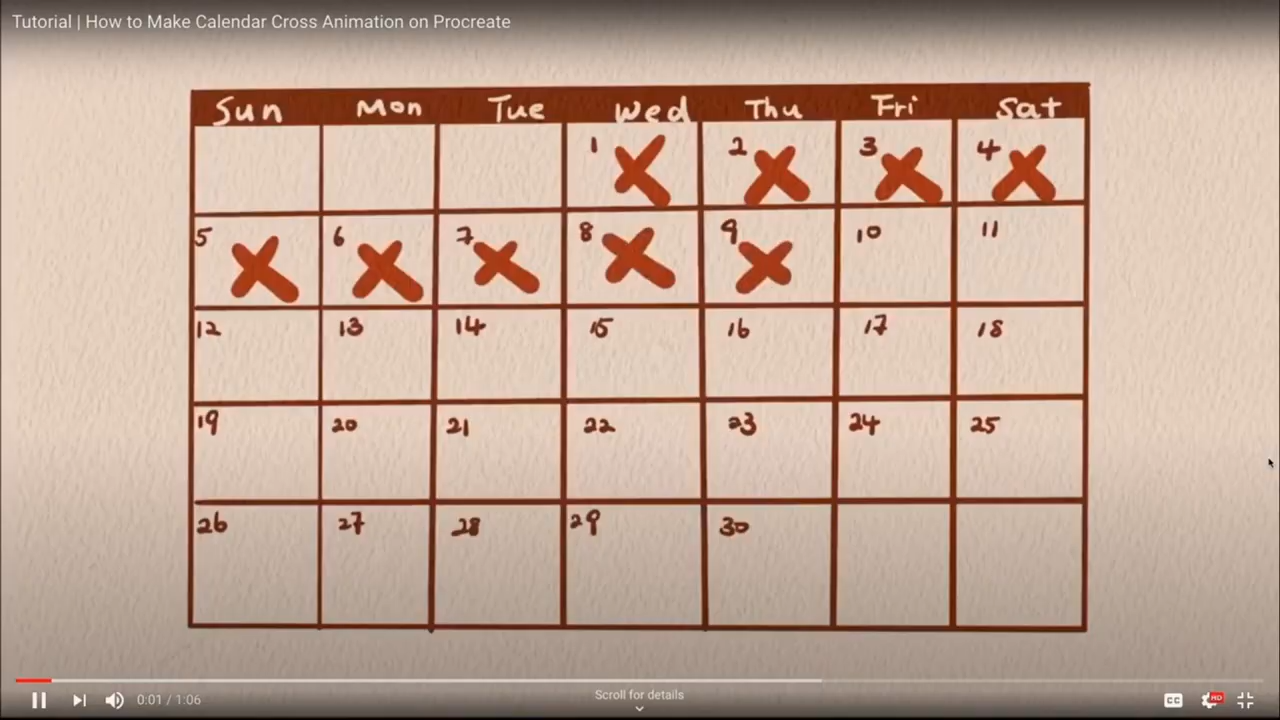 Tutorial | How to Make Calendar Cross Animation on Procreate
Sun Mon Tue Wed Thu Fri Sat
1 2 3 4
5 6 7 8 9 10 11
12 13 14 15 16 17 18
19 20 21 22 23 24 25
26 27 28 29 30
Scroll for details
0:01 / 1:06
CC HD